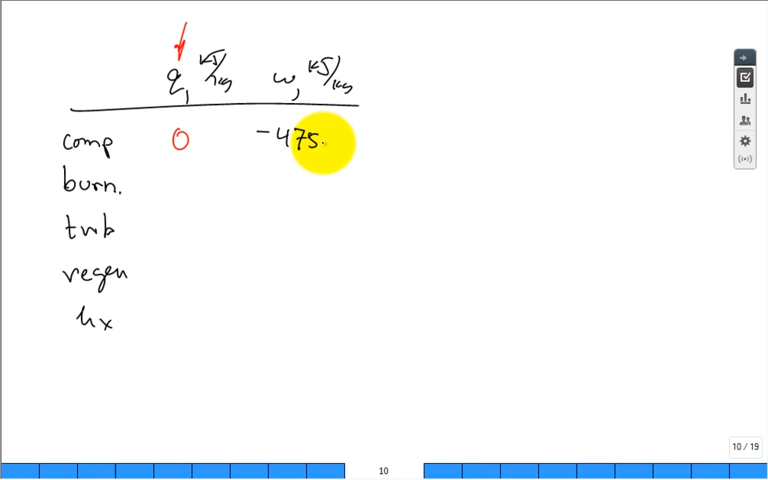 q, kJ/kg w, kJ/kg
comp 0 -475.
burn.
turb
regen
hx
10 / 19
10